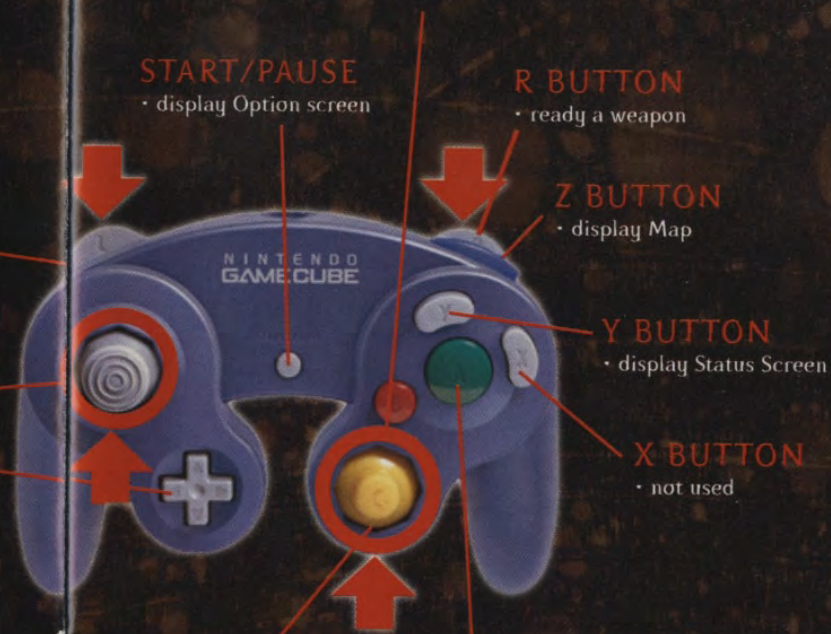 START/PAUSE
· display Option screen
R BUTTON
· ready a weapon
Z BUTTON
· display Map
NINTENDO
GAMECUBE
Y BUTTON
· display Status Screen
Y
X
A
X BUTTON
· not used